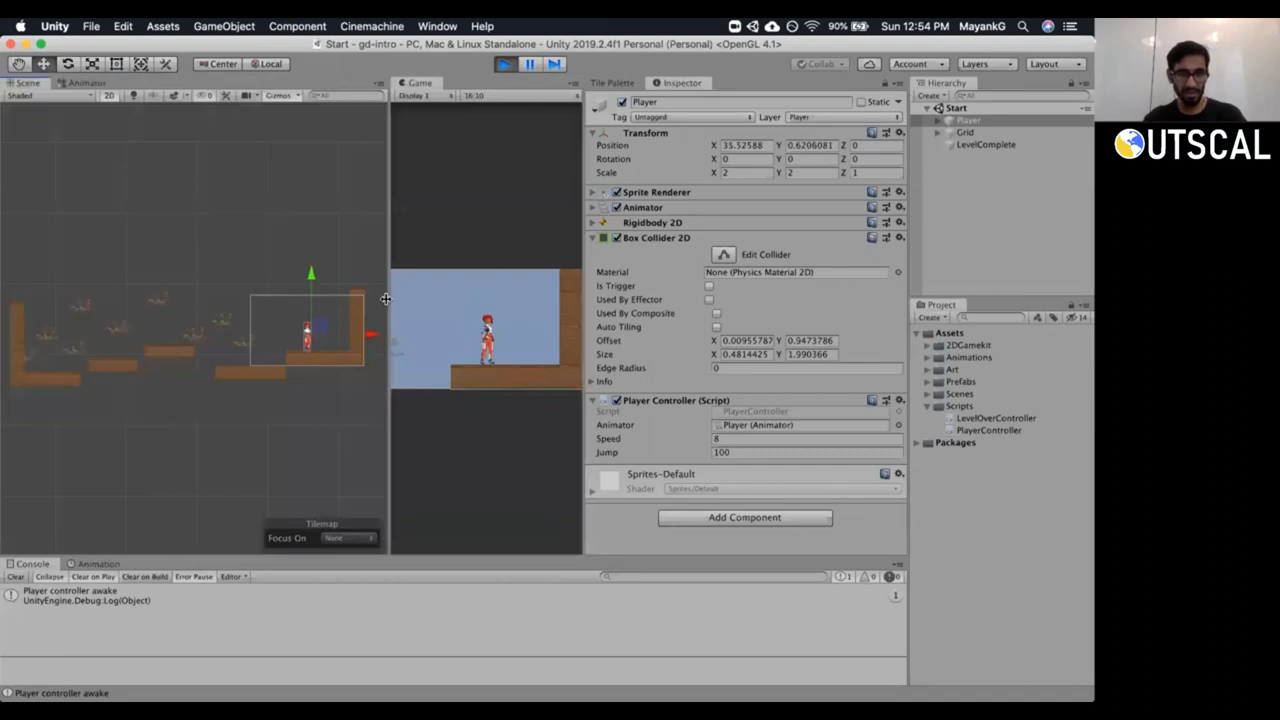 Unity File Edit Assets GameObject Component Cinemachine Window Help 90% Sun 12:54 PM MayankG
Start - gd-intro - PC, Mac & Linux Standalone - Unity 2019.2.4f1 Personal (Personal) <OpenGL 4.1>
Center Local Collab Account Layers Layout
Scene Animator Game Tile Palette Inspector Hierarchy
Shaded 2D 0 Gizmos All Display 1 16:10 Create All
Player Static
Tag Untagged Layer Player
Start
Player
Grid
LevelComplete
Transform
Position X 35.52588 Y 0.6206081 Z 0
Rotation X 0 Y 0 Z 0
Scale X 2 Y 2 Z 1
Sprite Renderer
Animator
Rigidbody 2D
Box Collider 2D
Edit Collider
Material None (Physics Material 2D)
Is Trigger
Used By Effector
Used By Composite
Auto Tiling
Offset X 0.00955787 Y 0.9473786
Size X 0.4814425 Y 1.990366
Edge Radius 0
Info
Player Controller (Script)
Script PlayerController
Animator Player (Animator)
Speed 8
Jump 100
Sprites-Default
Shader Sprites/Default
Add Component
Project
Create 14
Assets
2DGamekit
Animations
Art
Prefabs
Scenes
Scripts
LevelOverController
PlayerController
Packages
Tilemap
Focus On None
Console Animation
Clear Collapse Clear on Play Clear on Build Error Pause Editor 1 0 0
Player controller awake
UnityEngine.Debug:Log(Object)
1
Player controller awake
OUTSCAL